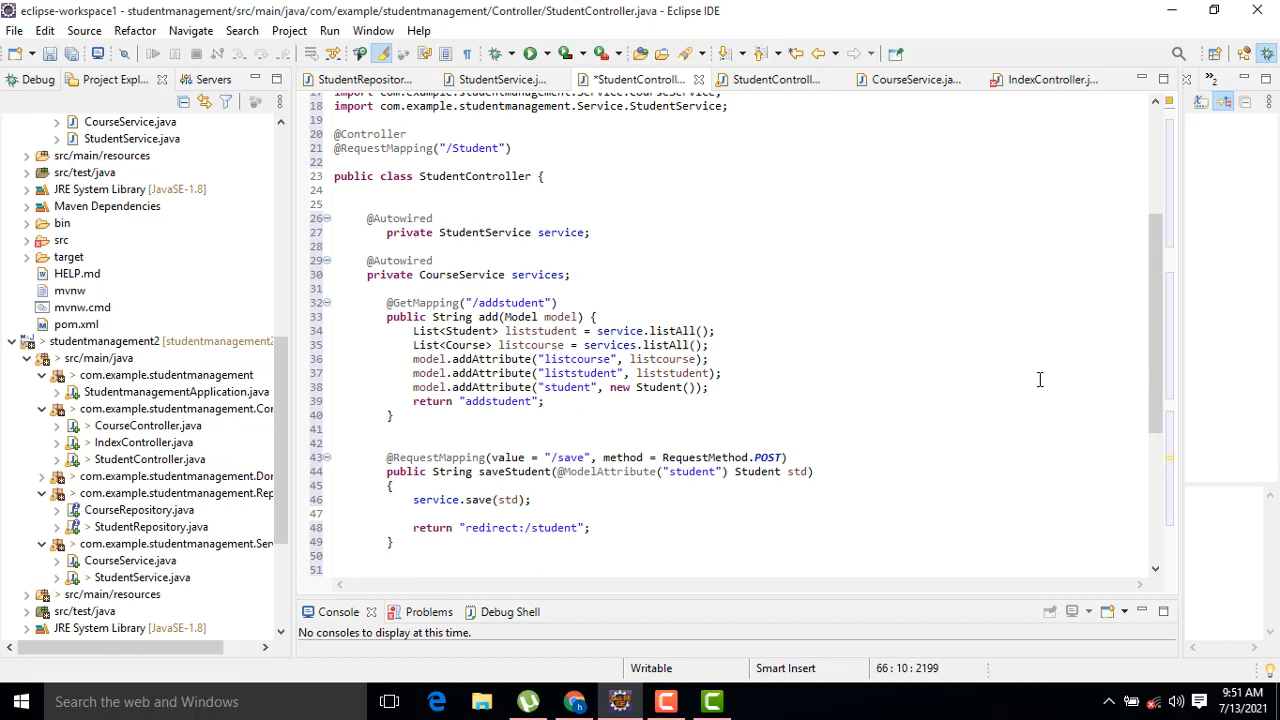 eclipse-workspace1 - studentmanagement/src/main/java/com/example/studentmanagement/Controller/StudentController.java - Eclipse IDE
File Edit Source Refactor Navigate Search Project Run Window Help
Debug Project Expl... Servers
StudentRepositor... StudentService.j... *StudentControll... StudentControll... CourseService.ja... IndexController.j...
CourseService.java
StudentService.java
src/main/resources
src/test/java
JRE System Library [JavaSE-1.8]
Maven Dependencies
bin
src
target
HELP.md
mvnw
mvnw.cmd
pom.xml
> studentmanagement2 [studentmanagement2
src/main/java
> com.example.studentmanagement
> StudentmanagementApplication.java
> com.example.studentmanagement.Cor
> CourseController.java
> IndexController.java
> StudentController.java
> com.example.studentmanagement.Dor
> com.example.studentmanagement.Rep
> CourseRepository.java
> StudentRepository.java
> com.example.studentmanagement.Ser
> CourseService.java
> StudentService.java
> src/main/resources
> src/test/java
JRE System Library [JavaSE-1.8]
17 import com.example.studentmanagement.Service.CourseService;
18 import com.example.studentmanagement.Service.StudentService;
19
20 @Controller
21 @RequestMapping("/Student")
22
23 public class StudentController {
24
25
26 @Autowired
27 private StudentService service;
28
29 @Autowired
30 private CourseService services;
31
32 @GetMapping("/addstudent")
33 public String add(Model model) {
34 List<Student> liststudent = service.listAll();
35 List<Course> listcourse = services.listAll();
36 model.addAttribute("listcourse", listcourse);
37 model.addAttribute("liststudent", liststudent);
38 model.addAttribute("student", new Student());
39 return "addstudent";
40 }
41
42
43 @RequestMapping(value = "/save", method = RequestMethod.POST)
44 public String saveStudent(@ModelAttribute("student") Student std)
45 {
46 service.save(std);
47
48 return "redirect:/student";
49 }
50
51
Console Problems Debug Shell
No consoles to display at this time.
Writable Smart Insert 66 : 10 : 2199
Search the web and Windows
9:51 AM
7/13/2021